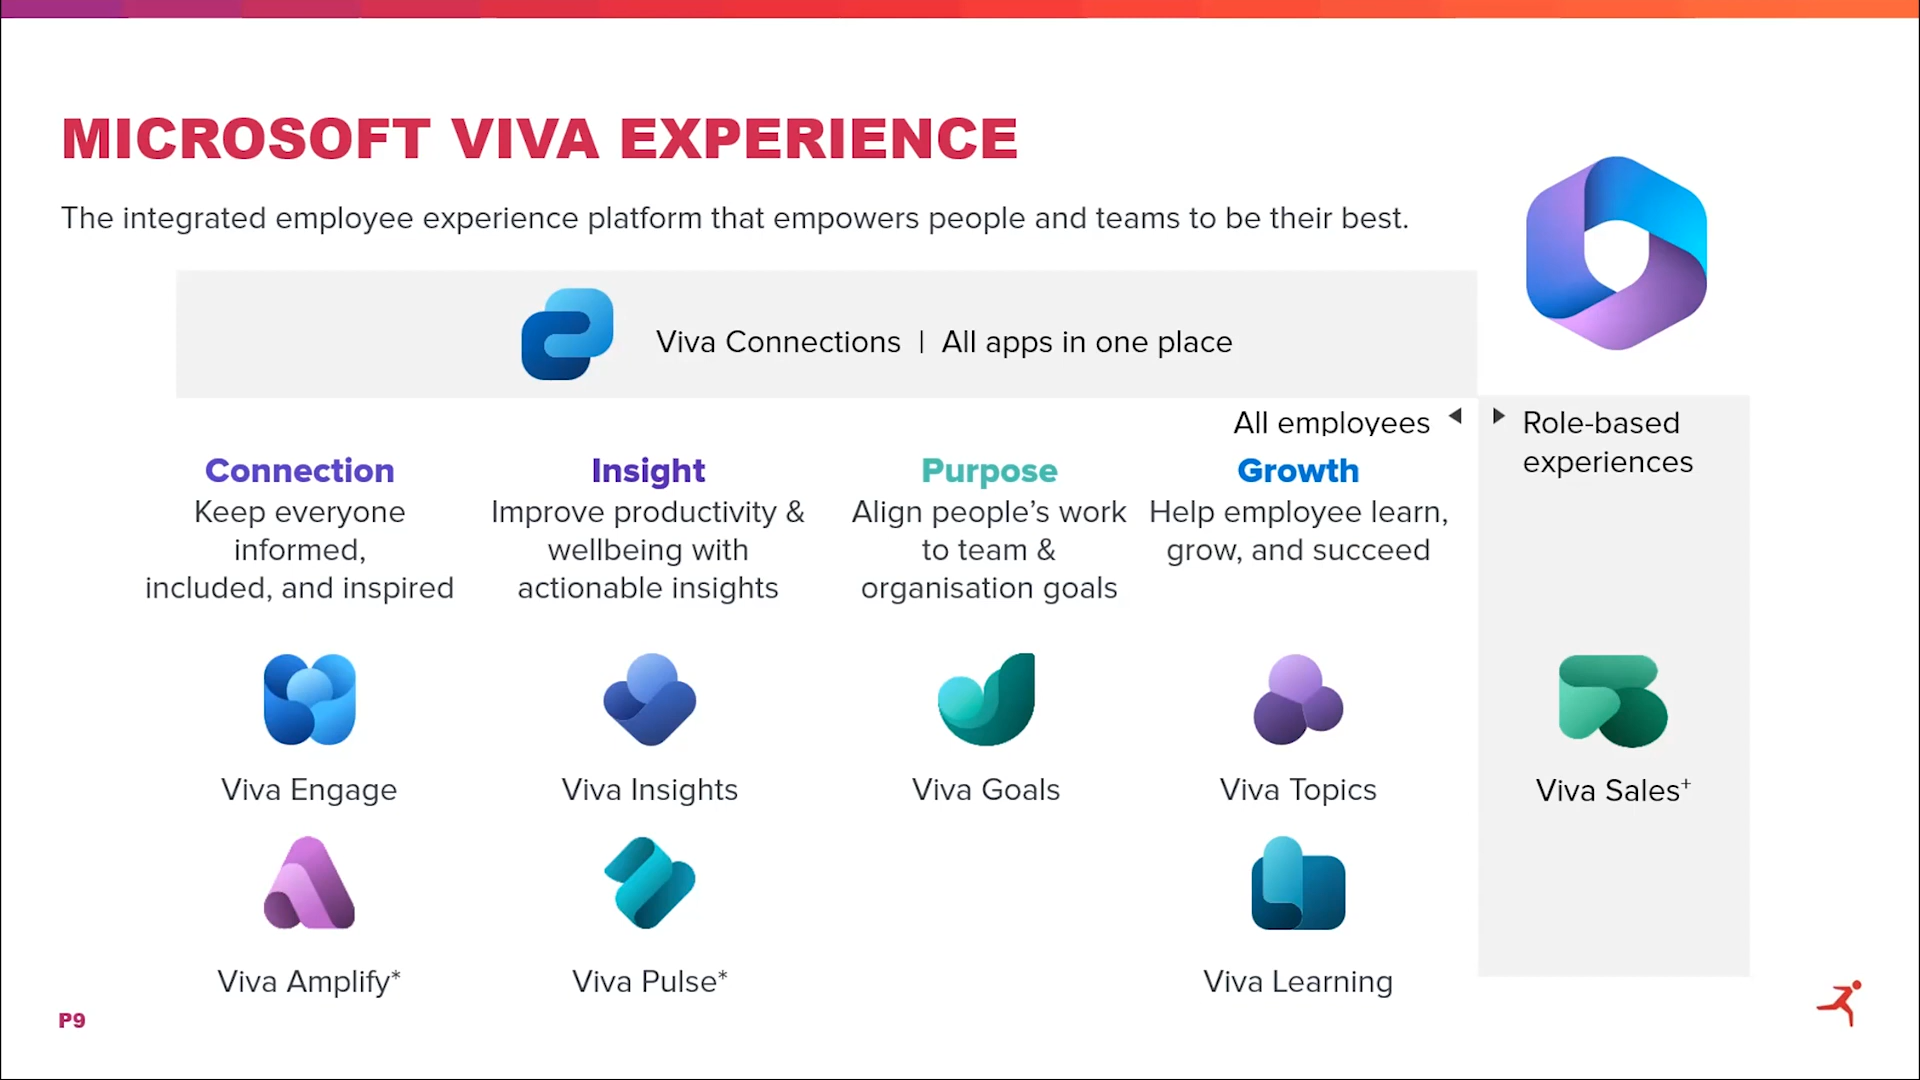 MICROSOFT VIVA EXPERIENCE
The integrated employee experience platform that empowers people and teams to be their best.
Viva Connections | All apps in one place
All employees
Role-based
experiences
Connection
Keep everyone
informed,
included, and inspired
Insight
Improve productivity &
wellbeing with
actionable insights
Purpose
Align people’s work
to team &
organisation goals
Growth
Help employee learn,
grow, and succeed
Viva Engage
Viva Insights
Viva Goals
Viva Topics
Viva Sales⁺
Viva Amplify*
Viva Pulse*
Viva Learning
P9